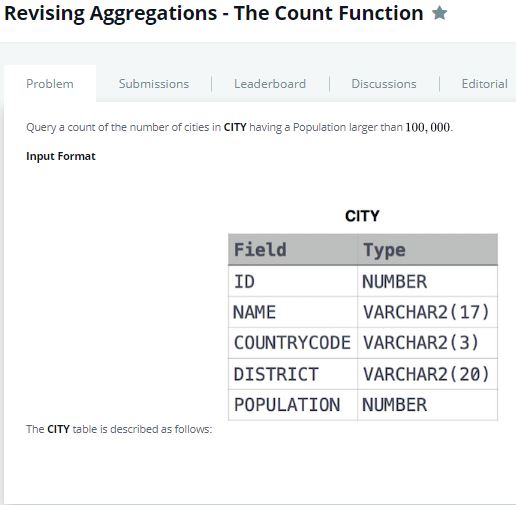 Revising Aggregations - The Count Function
Problem Submissions Leaderboard Discussions Editorial
Query a count of the number of cities in CITY having a Population larger than 100,000.
Input Format
CITY
Field Type
ID NUMBER
NAME VARCHAR2(17)
COUNTRYCODE VARCHAR2(3)
DISTRICT VARCHAR2(20)
POPULATION NUMBER
The CITY table is described as follows: